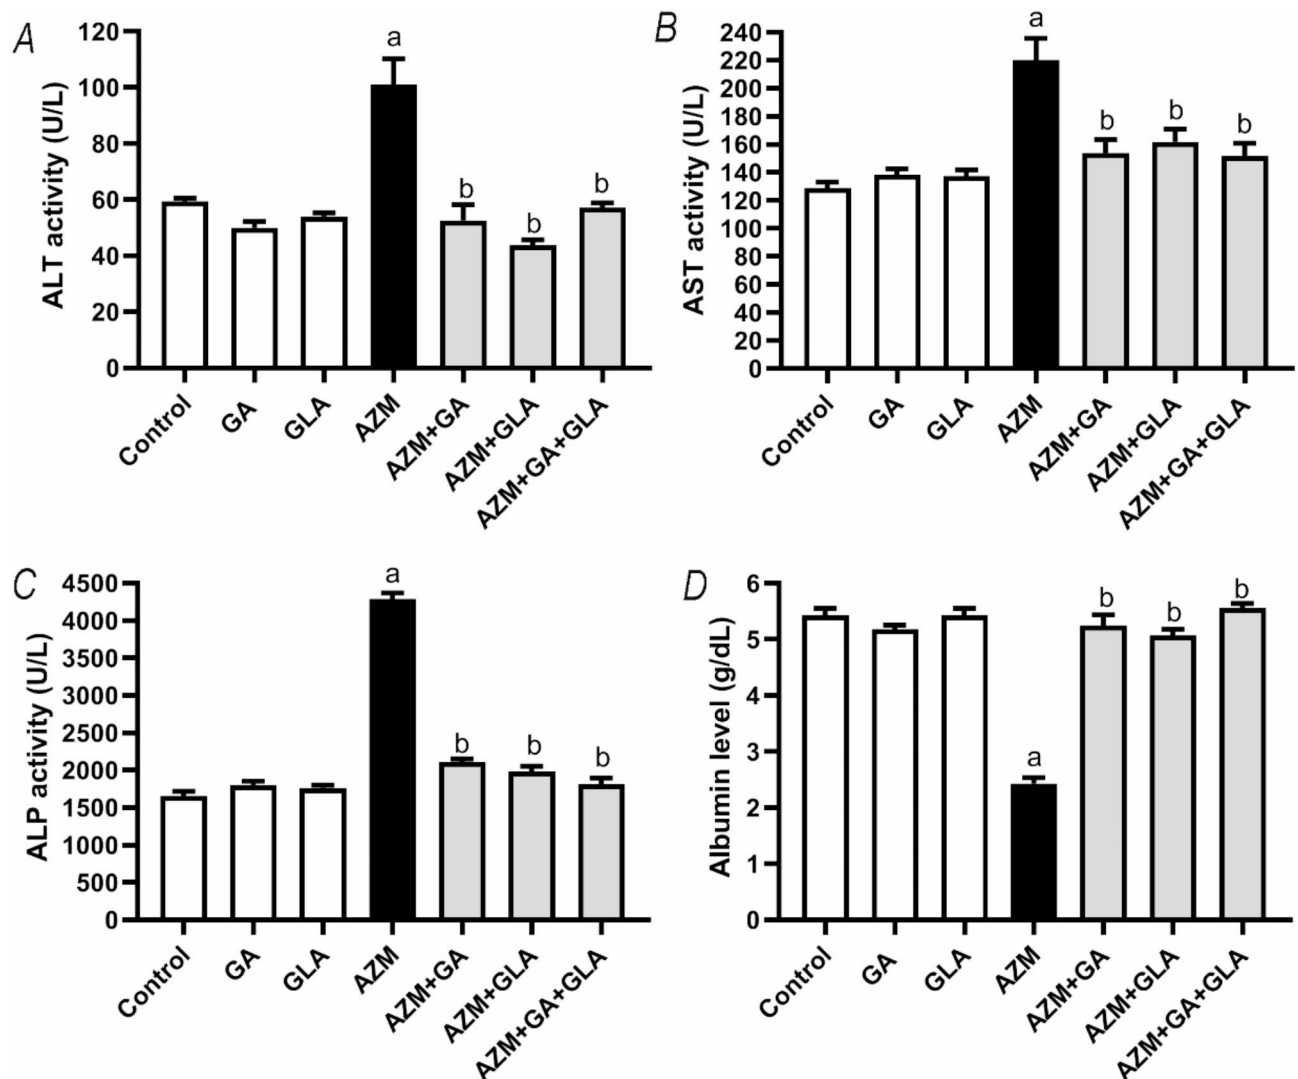 A
ALT activity (U/L)
120
100
80
60
40
20
0
a
b
b
b
Control
GA
GLA
AZM
AZM+GA
AZM+GLA
AZM+GA+GLA
B
AST activity (U/L)
240
220
200
180
160
140
120
100
80
60
40
20
0
a
b
b
b
Control
GA
GLA
AZM
AZM+GA
AZM+GLA
AZM+GA+GLA
C
ALP activity (U/L)
4500
4000
3500
3000
2500
2000
1500
1000
500
0
a
b
b
b
Control
GA
GLA
AZM
AZM+GA
AZM+GLA
AZM+GA+GLA
D
Albumin level (g/dL)
6
5
4
3
2
1
0
a
b
b
b
Control
GA
GLA
AZM
AZM+GA
AZM+GLA
AZM+GA+GLA